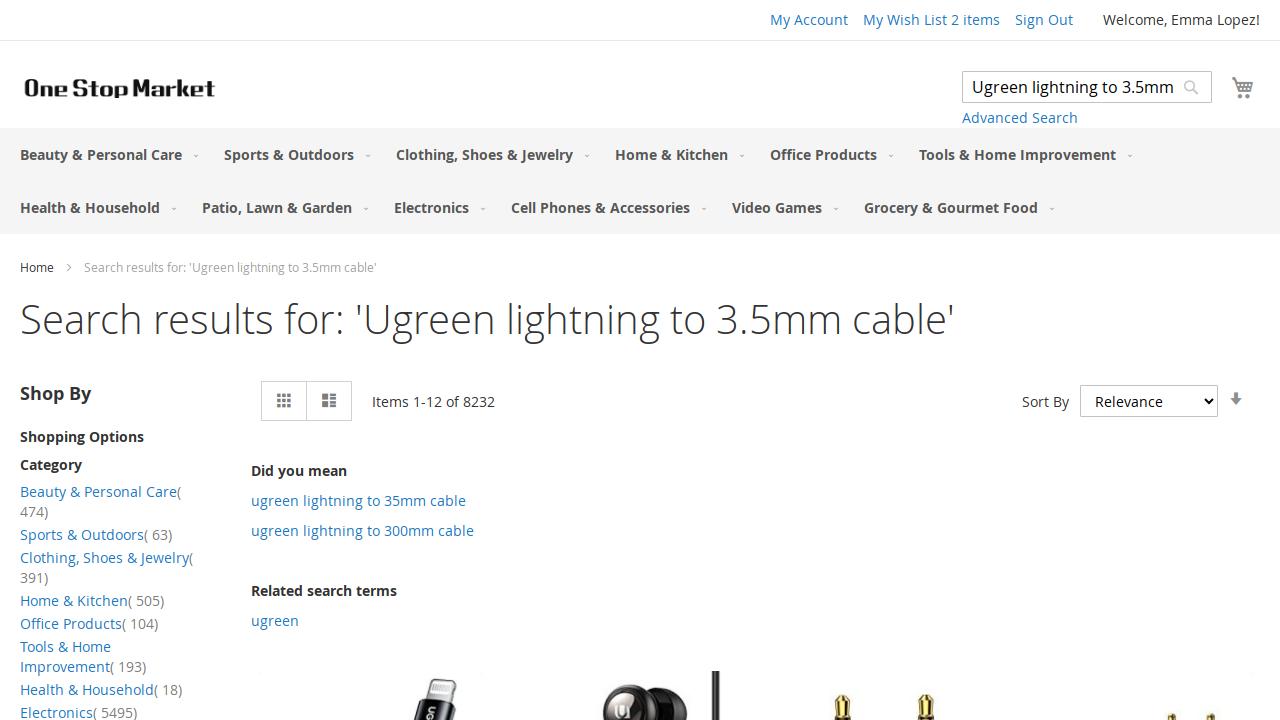 My Account My Wish List 2 items Sign Out Welcome, Emma Lopez!
One Stop Market
Ugreen lightning to 3.5mm
Advanced Search
Beauty & Personal Care Sports & Outdoors Clothing, Shoes & Jewelry Home & Kitchen Office Products Tools & Home Improvement
Health & Household Patio, Lawn & Garden Electronics Cell Phones & Accessories Video Games Grocery & Gourmet Food
Home Search results for: 'Ugreen lightning to 3.5mm cable'
Search results for: 'Ugreen lightning to 3.5mm cable'
Shop By
Shopping Options
Category
Beauty & Personal Care( 474)
Sports & Outdoors( 63)
Clothing, Shoes & Jewelry( 391)
Home & Kitchen( 505)
Office Products( 104)
Tools & Home
Improvement( 193)
Health & Household( 18)
Electronics( 5495)
Items 1-12 of 8232
Sort By Relevance
Did you mean
ugreen lightning to 35mm cable
ugreen lightning to 300mm cable
Related search terms
ugreen